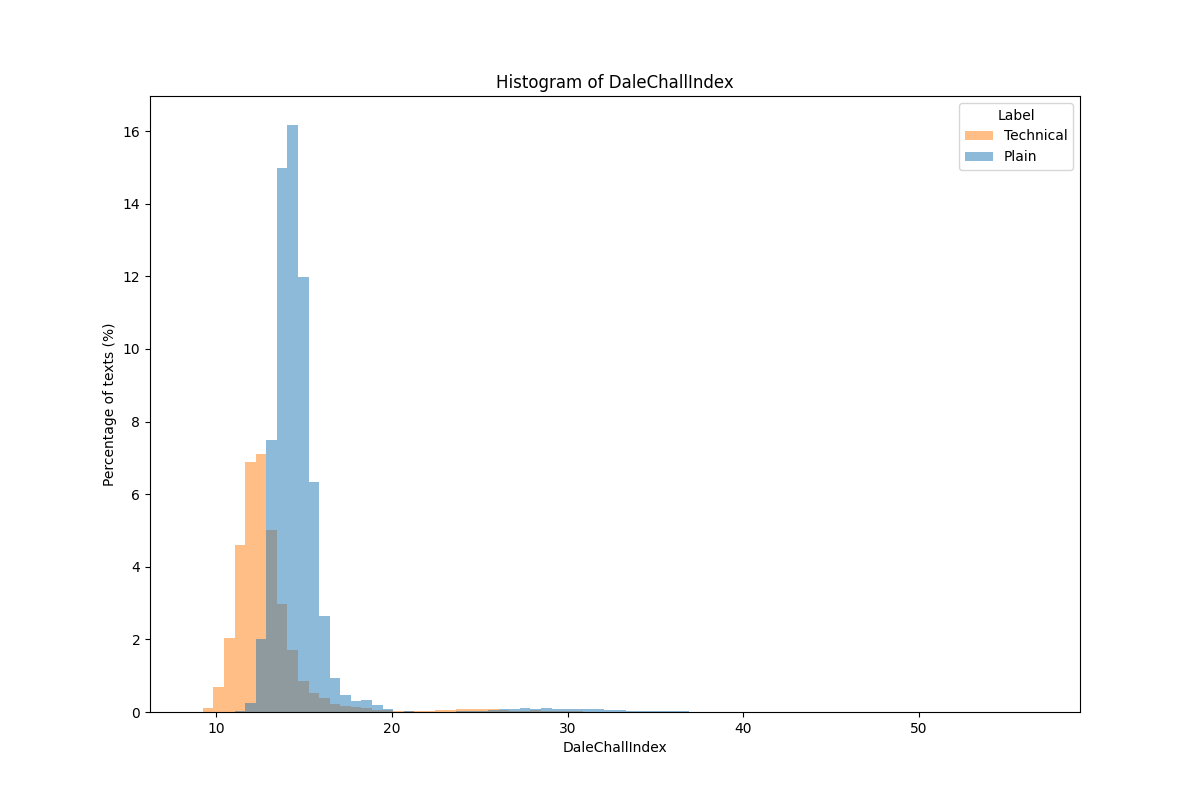 Histogram of DaleChallIndex
Label
Technical
Plain
Percentage of texts (%)
16
14
12
10
8
6
4
2
0
10 20 30 40 50
DaleChallIndex